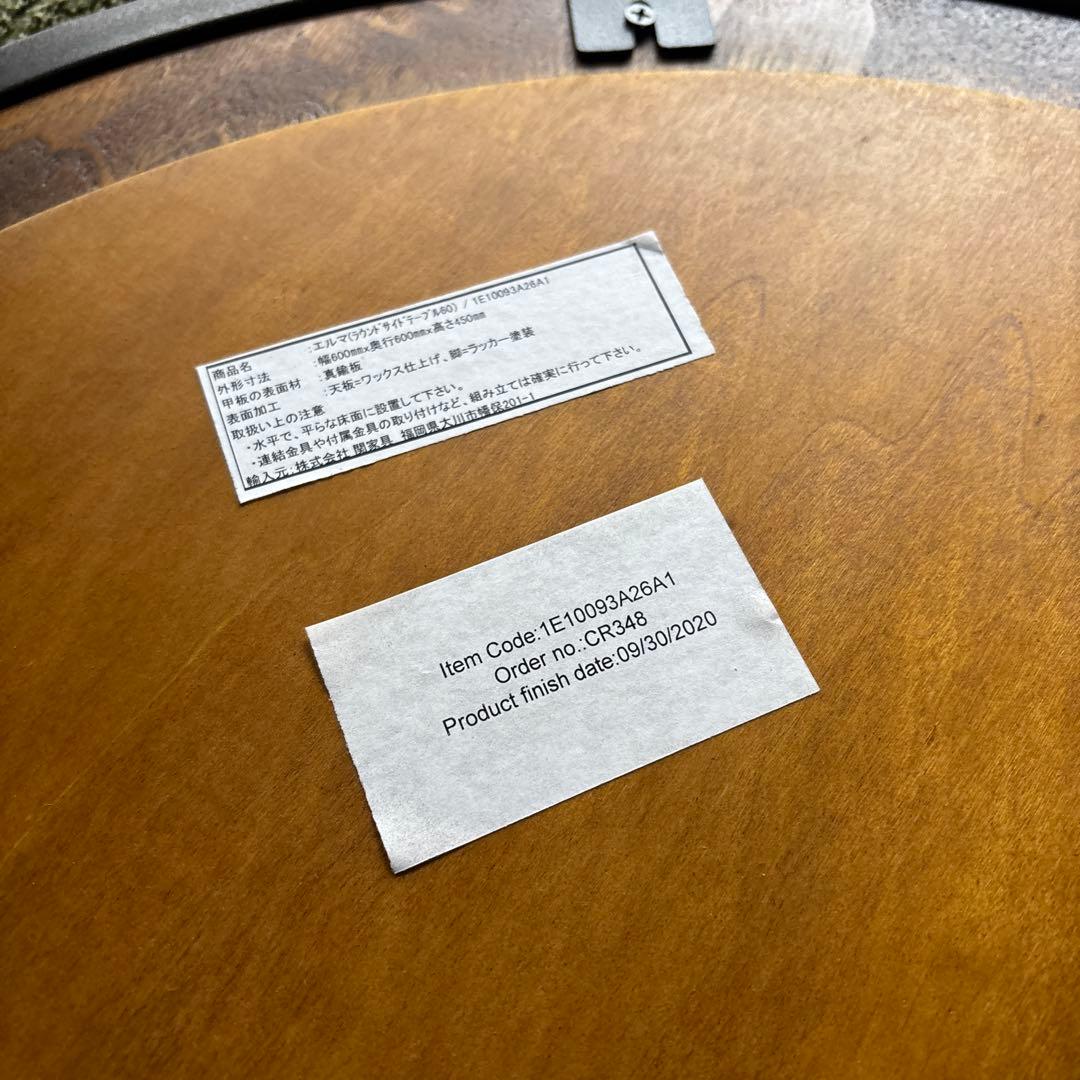 商品名 :エルマ(ラウンドサイドテーブル60) / 1E10093A26A1
外形寸法 :幅600mmx奥行600mmx高さ450mm
甲板の表面材 :真鍮板
表面加工 :天板=ワックス仕上げ、脚=ラッカー塗装
取扱い上の注意
・水平で、平らな床面に設置して下さい。
・連結金具や付属金具の取り付けなど、組み立ては確実に行って下さい。
輸入元:株式会社 関家具 福岡県大川市幡保201-1
Item Code:1E10093A26A1
Order no.:CR348
Product finish date:09/30/2020